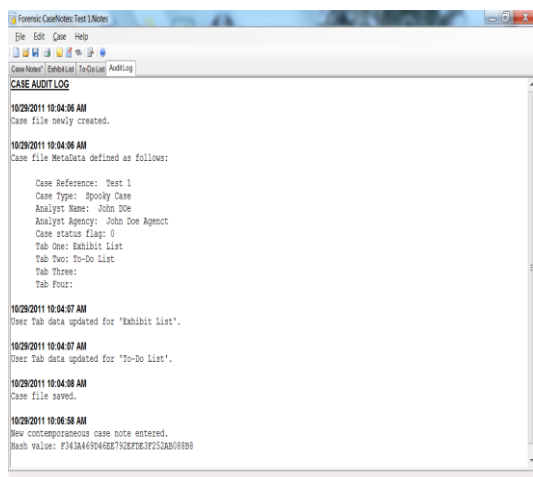 Forensic CaseNotes: Test 1.Notes
File Edit Case Help
Case Notes* Exhibit List To-Do List Audit Log
CASE AUDIT LOG
10/29/2011 10:04:06 AM
Case file newly created.
10/29/2011 10:04:06 AM
Case file MetaData defined as follows:
Case Reference: Test 1
Case Type: Spooky Case
Analyst Name: John DOe
Analyst Agency: John Doe Agenct
Case status flag: 0
Tab One: Exhibit List
Tab Two: To-Do List
Tab Three:
Tab Four:
10/29/2011 10:04:07 AM
User Tab data updated for 'Exhibit List'.
10/29/2011 10:04:07 AM
User Tab data updated for 'To-Do List'.
10/29/2011 10:04:08 AM
Case file saved.
10/29/2011 10:06:58 AM
New contemporaneous case note entered.
Hash value: F343A469D46EE792EFDE3F252AB088B8